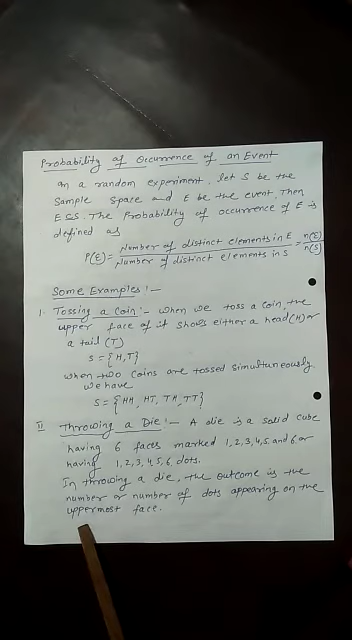 Probability of Occurrence of an Event
In a random experiment, let S be the
Sample Space and E be the event, Then
E⊆S. The Probability of occurrence of E is
defined as
P(E) = Number of distinct elements in E / Number of distinct elements in S = n(E) / n(S)
Some Examples :-
I. Tossing a Coin :- When we toss a Coin, the
upper face of it shows either a head (H) or
a tail (T)
S = {H, T}
When two Coins are tossed simultaneously.
We have
S = {HH, HT, TH, TT}
II Throwing a Die :- A die is a solid cube
having 6 faces marked 1,2,3,4,5, and 6 or
having 1,2,3,4,5,6, dots.
In throwing a die, the outcome is the
number or number of dots appearing on the
uppermost face.